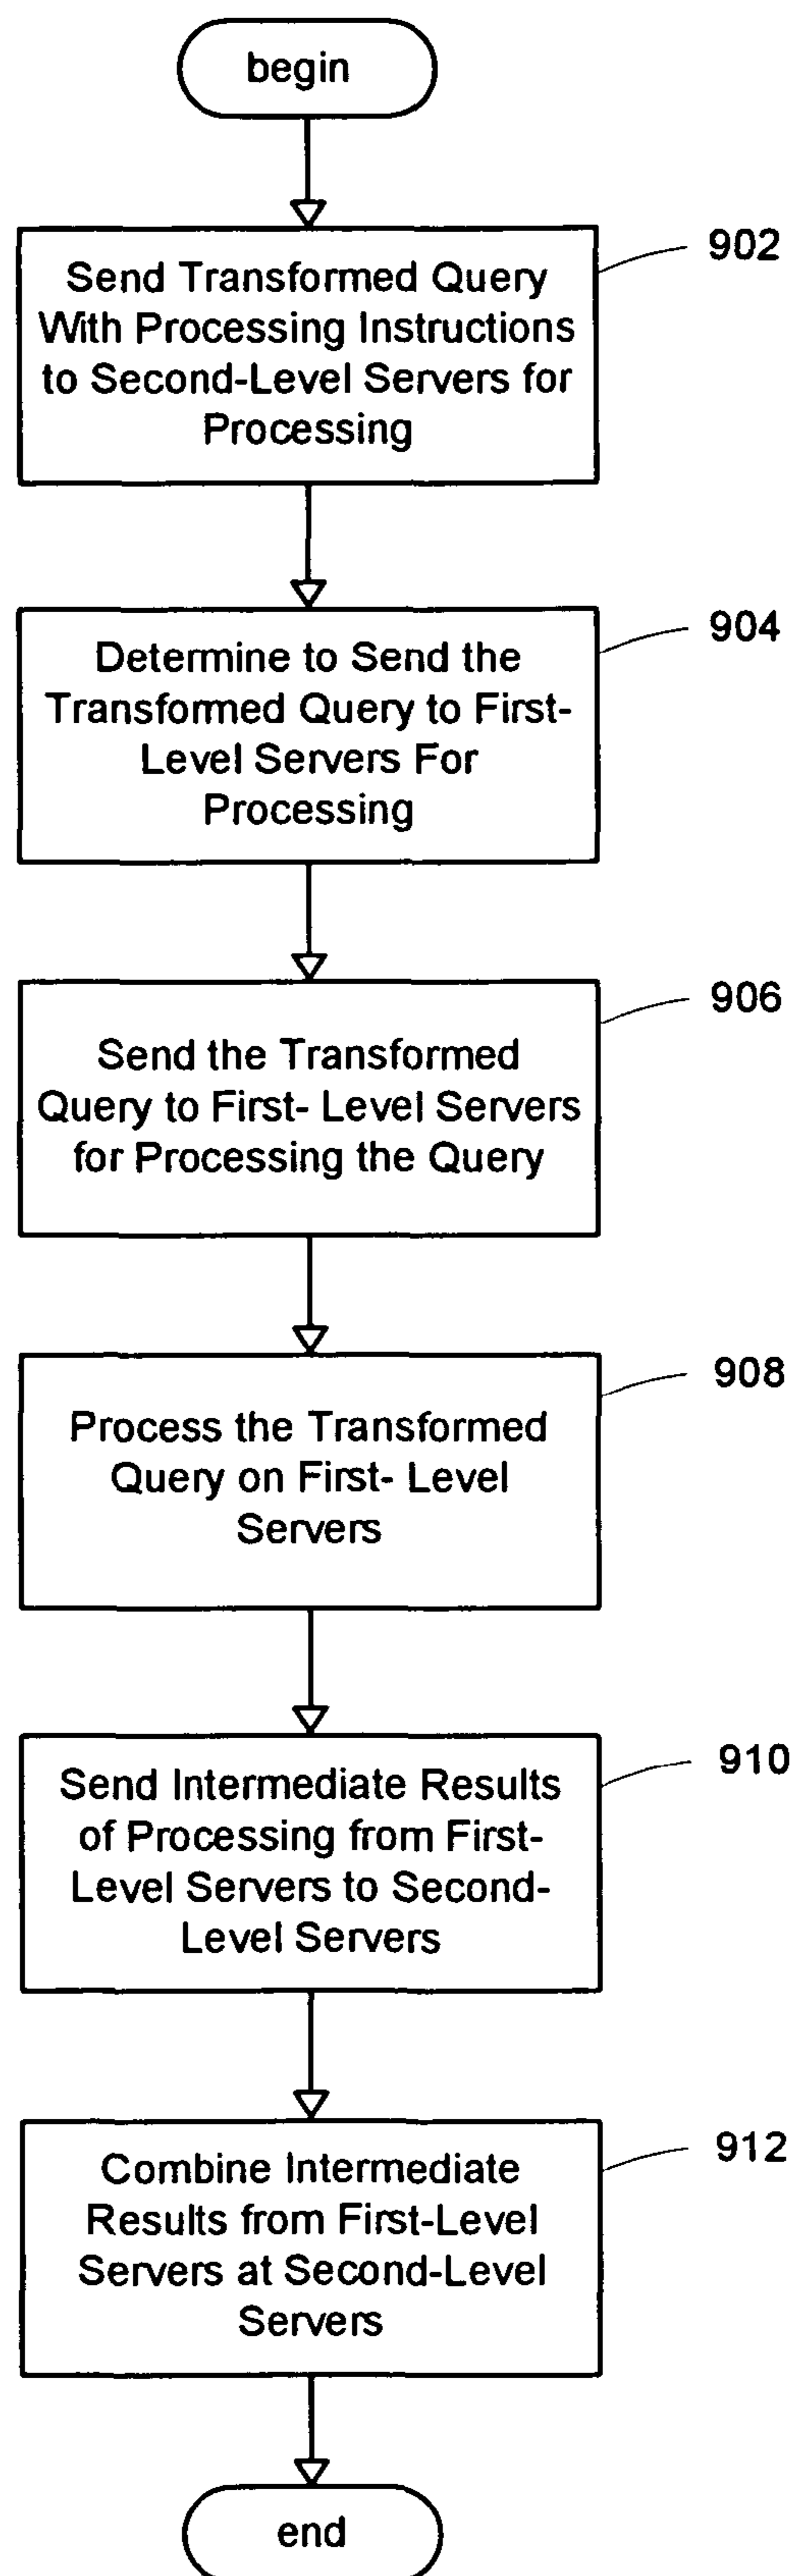 begin
902
Send Transformed Query
With Processing Instructions
to Second-Level Servers for
Processing
904
Determine to Send the
Transformed Query to First-
Level Servers For
Processing
906
Send the Transformed
Query to First- Level Servers
for Processing the Query
908
Process the Transformed
Query on First- Level
Servers
910
Send Intermediate Results
of Processing from First-
Level Servers to Second-
Level Servers
912
Combine Intermediate
Results from First-Level
Servers at Second-Level
Servers
end